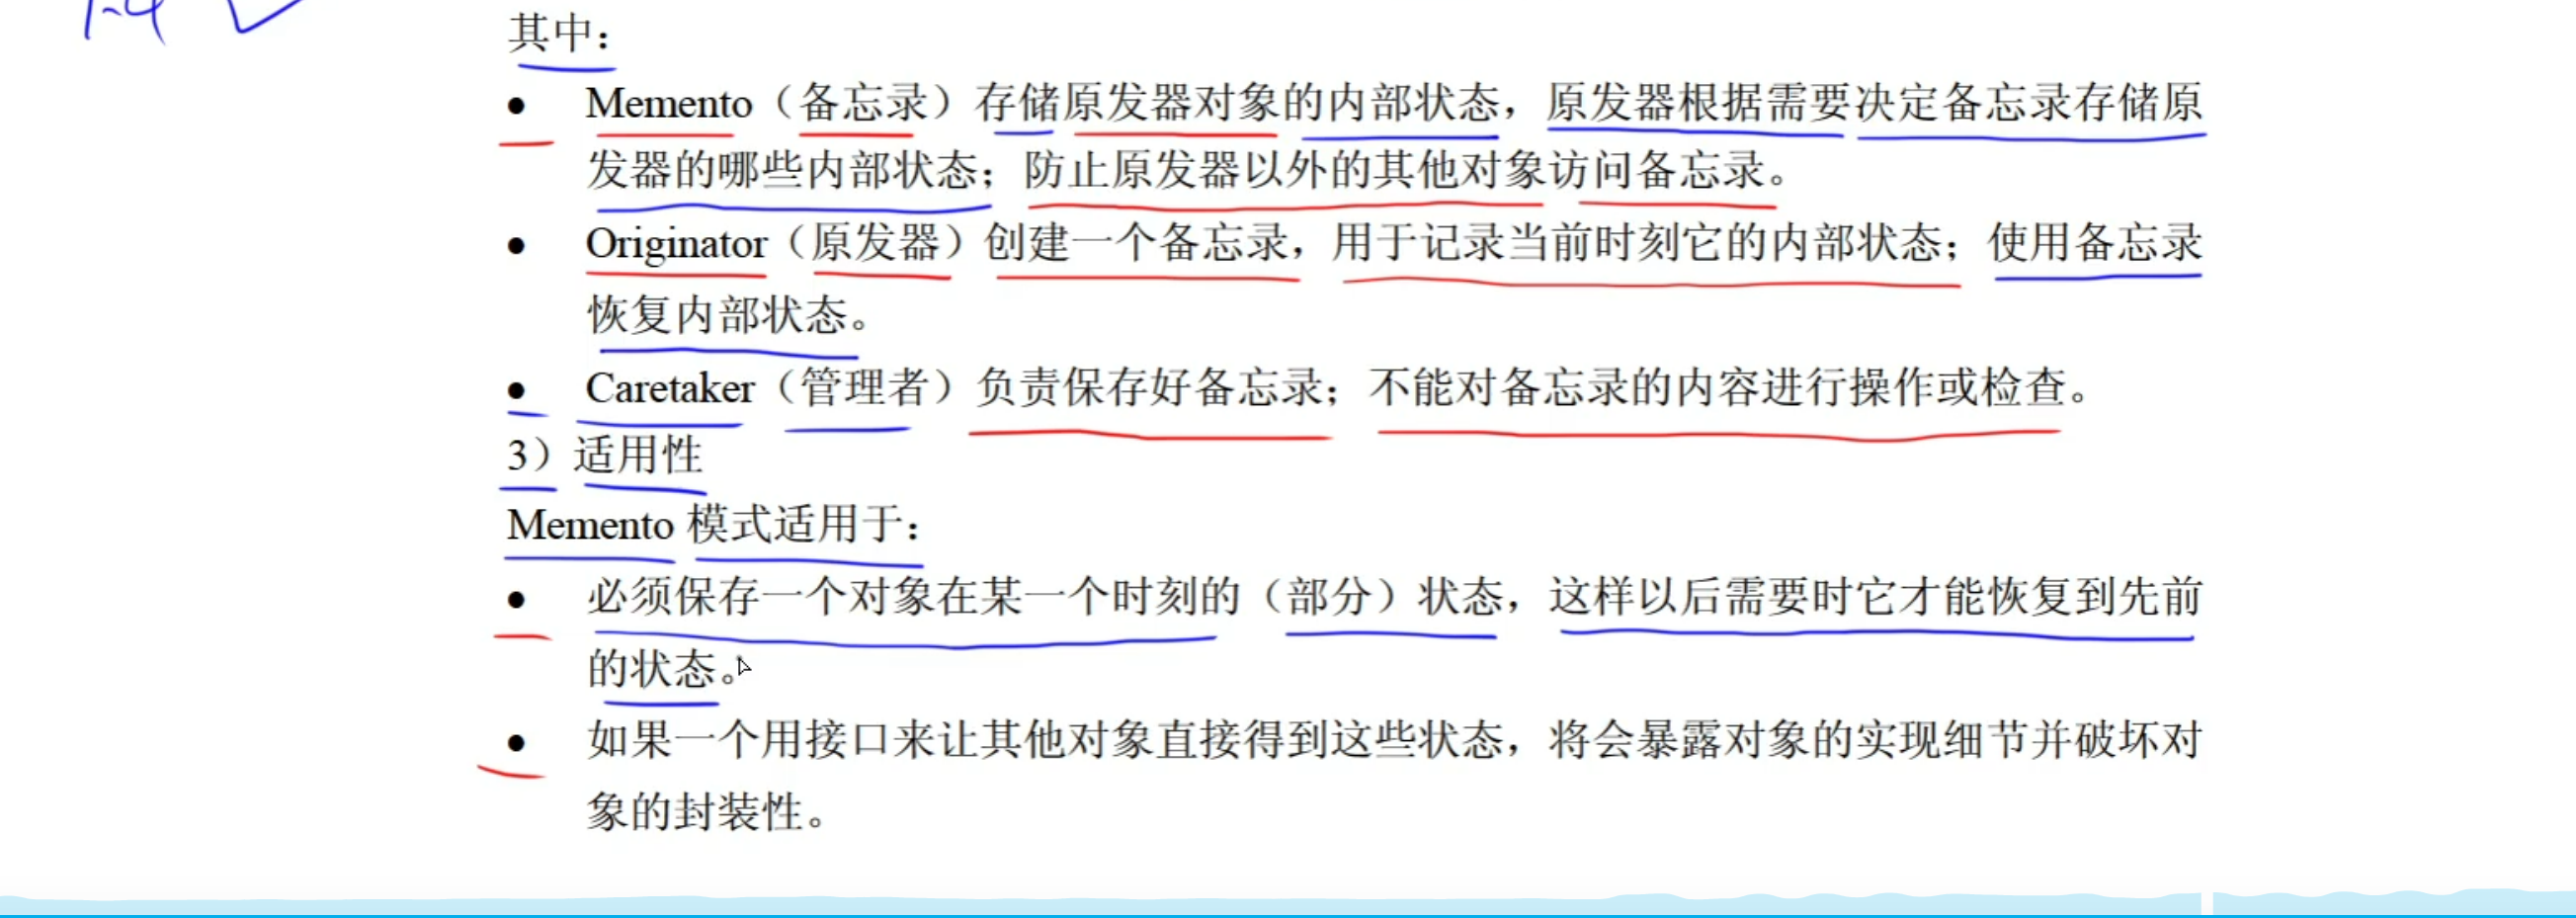 其中：
● Memento（备忘录）存储原发器对象的内部状态，原发器根据需要决定备忘录存储原
发器的哪些内部状态；防止原发器以外的其他对象访问备忘录。
● Originator（原发器）创建一个备忘录，用于记录当前时刻它的内部状态；使用备忘录
恢复内部状态。
● Caretaker（管理者）负责保存好备忘录；不能对备忘录的内容进行操作或检查。
3）适用性
Memento 模式适用于：
● 必须保存一个对象在某一个时刻的（部分）状态，这样以后需要时它才能恢复到先前
的状态。
● 如果一个用接口来让其他对象直接得到这些状态，将会暴露对象的实现细节并破坏对
象的封装性。